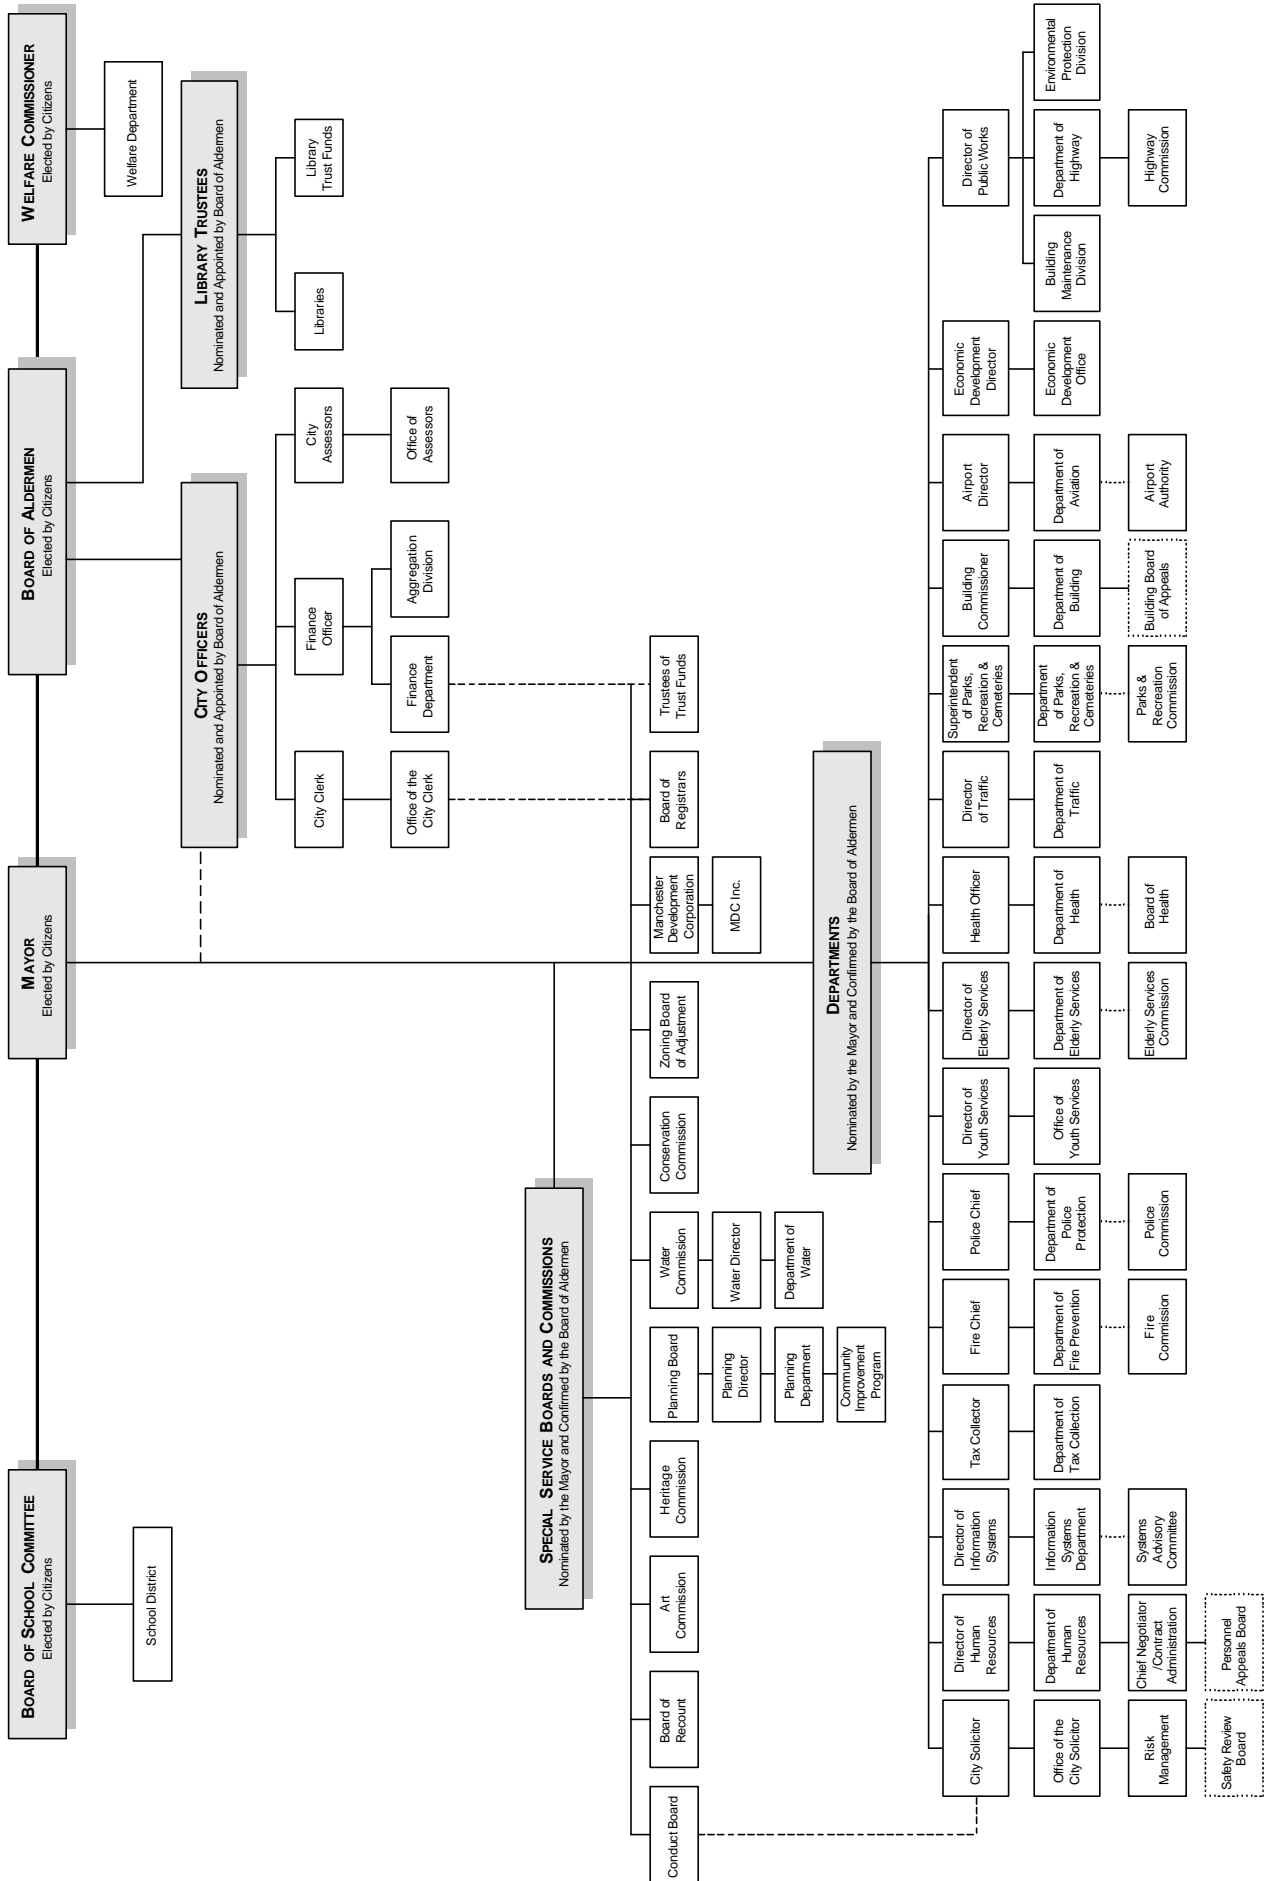 BOARD OF SCHOOL COMMITTEE
Elected by Citizens
MAYOR
Elected by Citizens
BOARD OF ALDERMEN
Elected by Citizens
WELFARE COMMISSIONER
Elected by Citizens
School District
Welfare Department
CITY OFFICERS
Nominated and Appointed by Board of Aldermen
LIBRARY TRUSTEES
Nominated and Appointed by Board of Aldermen
City Clerk
Finance
Officer
City
Assessors
Libraries
Library
Trust Funds
Office of the
City Clerk
Finance
Department
Aggregation
Division
Office of
Assessors
SPECIAL SERVICE BOARDS AND COMMISSIONS
Nominated by the Mayor and Confirmed by the Board of Aldermen
Conduct Board
Board of
Recount
Art
Commission
Heritage
Commission
Planning Board
Water
Commission
Conservation
Commission
Zoning Board
of Adjustment
Manchester
Development
Corporation
Board of
Registrars
Trustees of
Trust Funds
Planning
Director
Water Director
MDC Inc.
Planning
Department
Department of
Water
Community
Improvement
Program
DEPARTMENTS
Nominated by the Mayor and Confirmed by the Board of Aldermen
City Solicitor
Director of
Human
Resources
Director of
Information
Systems
Tax Collector
Fire Chief
Police Chief
Director of
Youth Services
Director of
Elderly Services
Health Officer
Director
of Traffic
Superintendent
of Parks,
Recreation &
Cemeteries
Building
Commissioner
Airport
Director
Economic
Development
Director
Director of
Public Works
Office of the
City Solicitor
Department of
Human
Resources
Information
Systems
Department
Department of
Tax Collection
Department of
Fire Prevention
Department of
Police
Protection
Office of
Youth Services
Department of
Elderly Services
Department of
Health
Department of
Traffic
Department
of Parks,
Recreation &
Cemeteries
Department of
Building
Department of
Aviation
Economic
Development
Office
Building
Maintenance
Division
Department of
Highway
Environmental
Protection
Division
Risk
Management
Chief Negotiator
/Contract
Administration
Systems
Advisory
Committee
Fire
Commission
Police
Commission
Elderly Services
Commission
Board of
Health
Parks &
Recreation
Commission
Building Board
of Appeals
Airport
Authority
Highway
Commission
Safety Review
Board
Personnel
Appeals Board